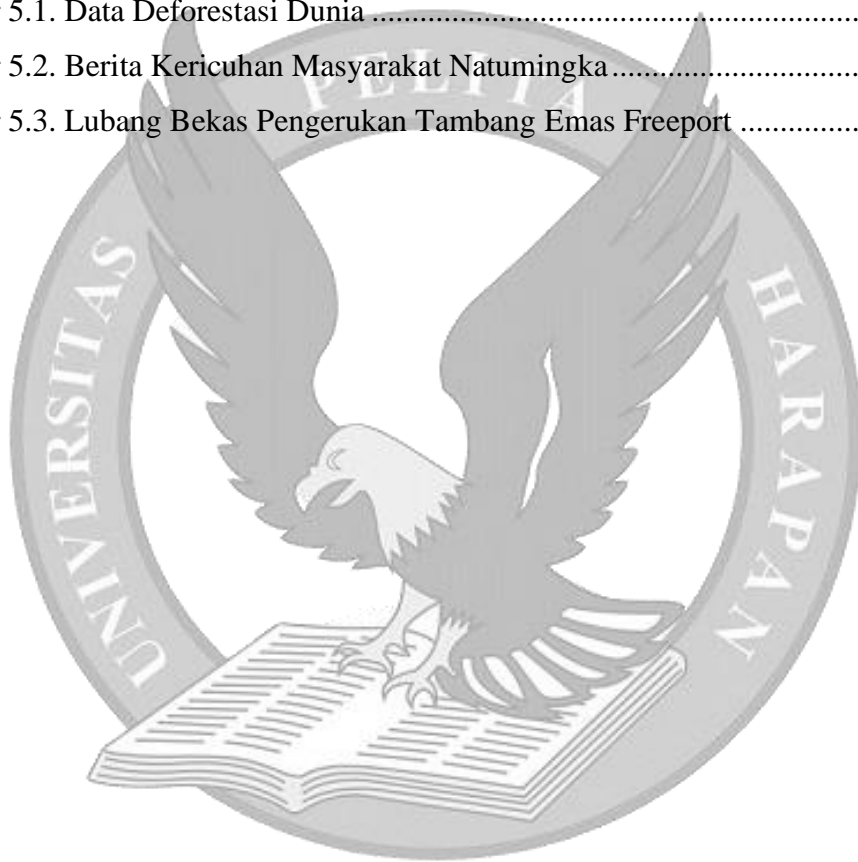 5.1. Data Deforestasi Dunia ........................................................
5.2. Berita Kericuhan Masyarakat Natumingka ................................
5.3. Lubang Bekas Pengerukan Tambang Emas Freeport ...............
UNIVERSITAS PELITA HARAPAN